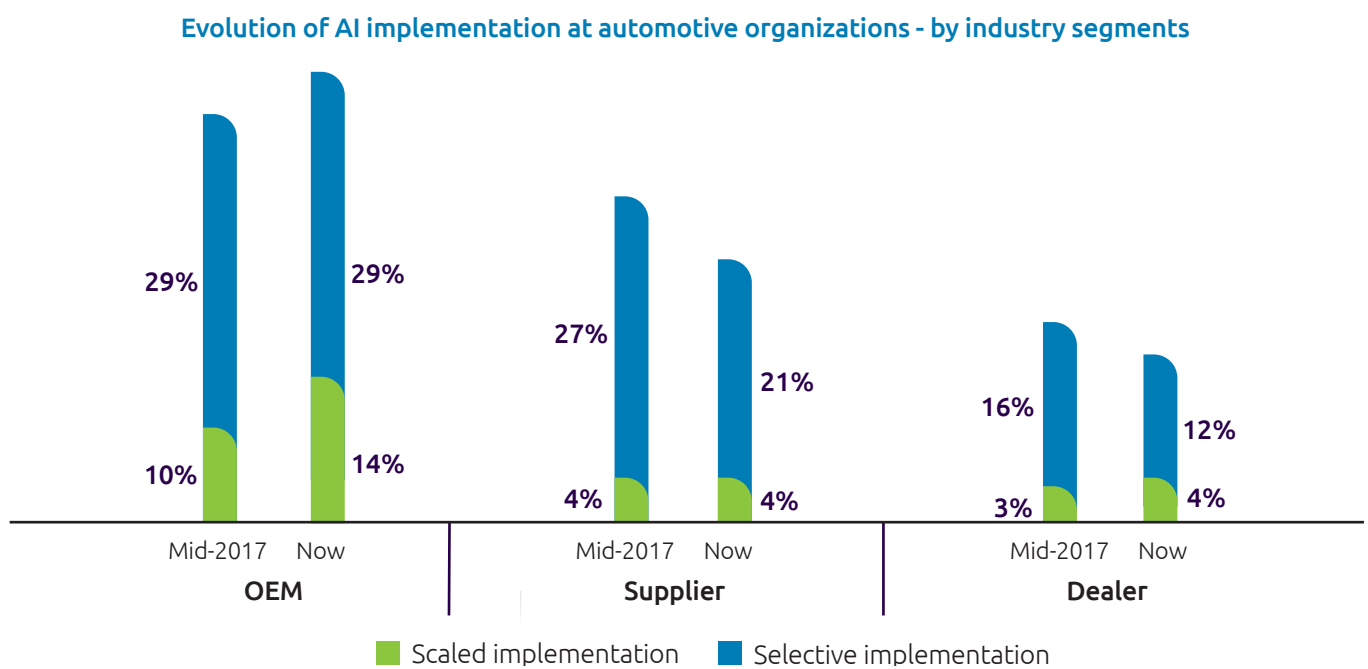 Evolution of AI implementation at automotive organizations - by industry segments
29%
29%
10%
14%
27%
21%
4%
4%
16%
12%
3%
4%
Mid-2017 Now
OEM
Mid-2017 Now
Supplier
Mid-2017 Now
Dealer
Scaled implementation Selective implementation